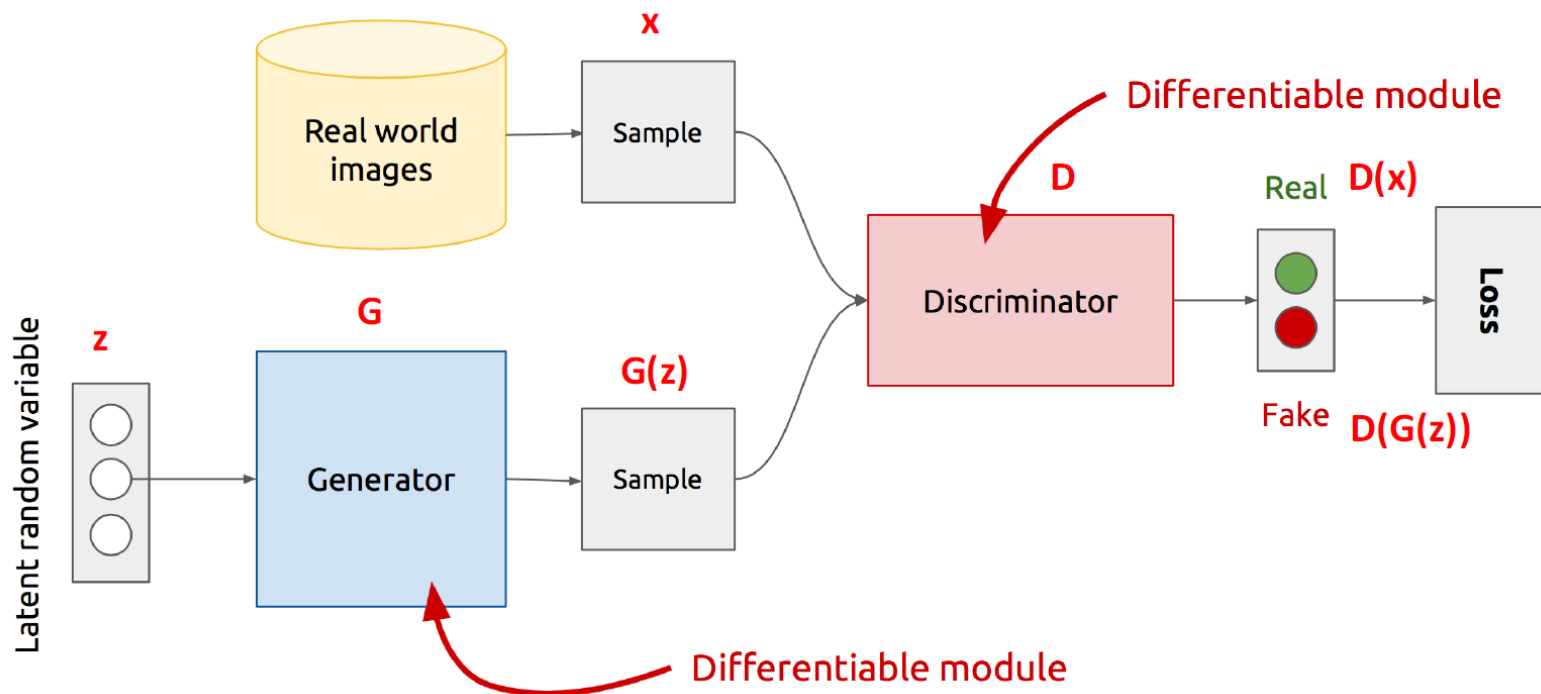 x
Real world
images
Sample
Differentiable module
D
Real
D(x)
Discriminator
Loss
Fake
D(G(z))
Latent random variable
z
G
Generator
G(z)
Sample
Differentiable module